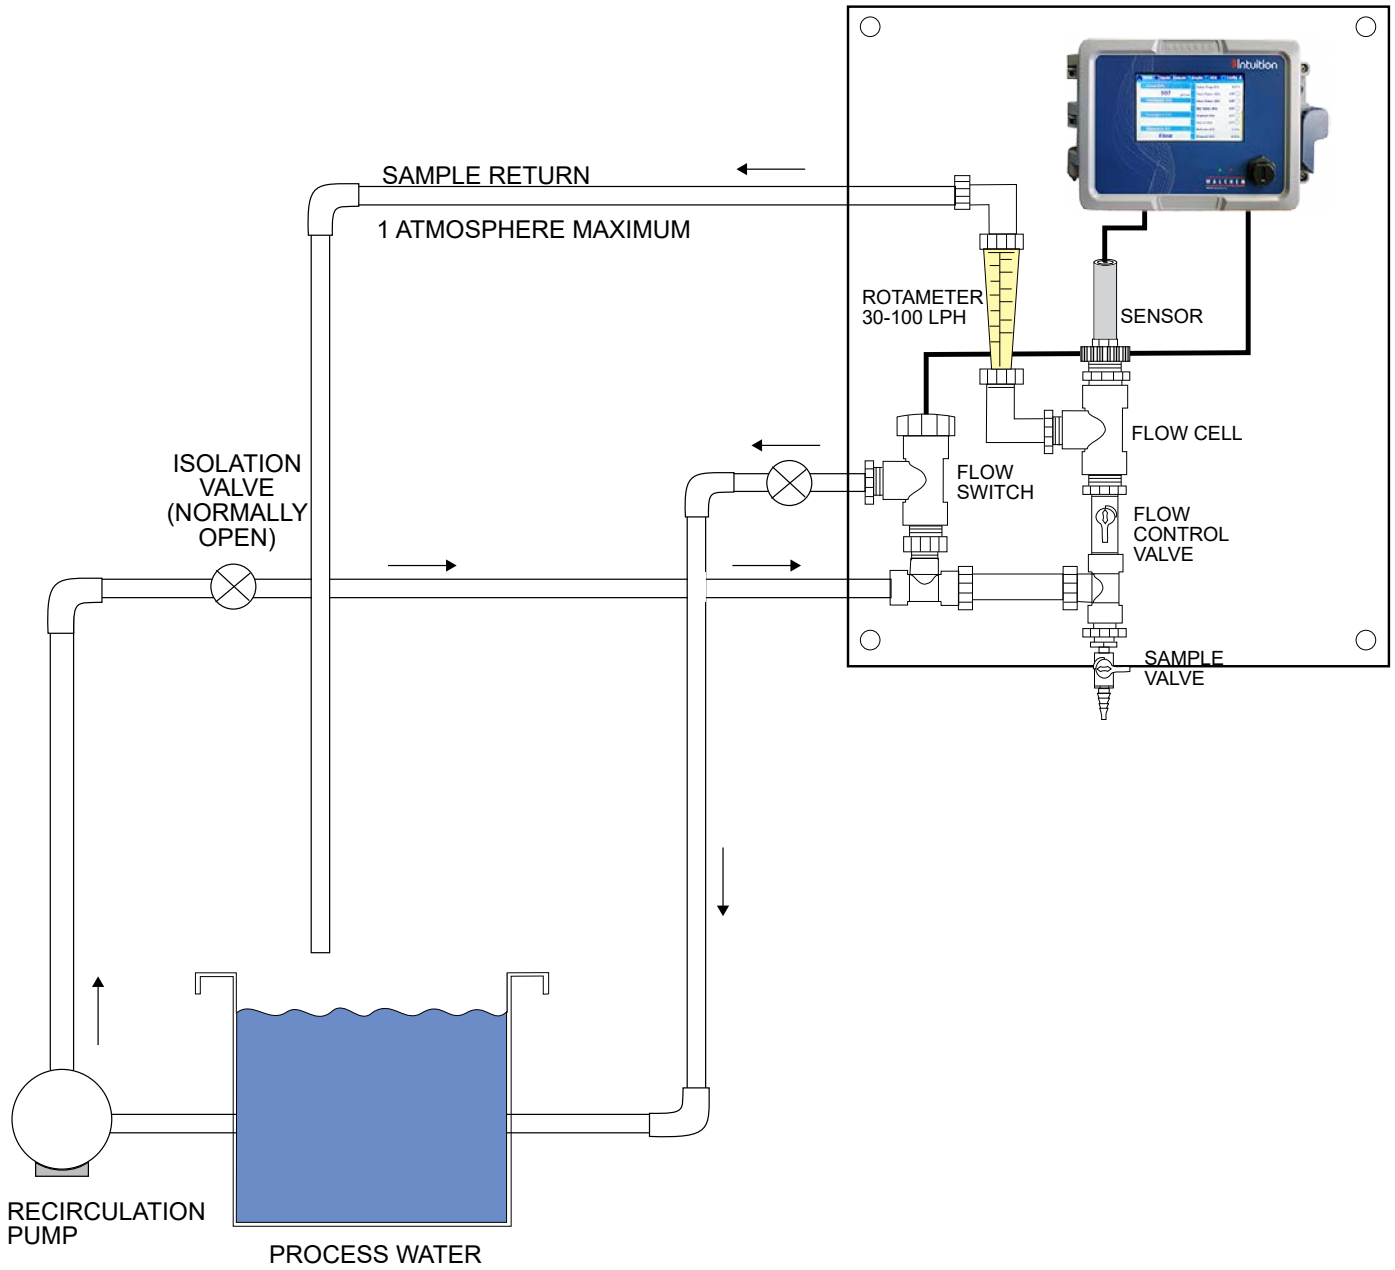 Intuition
WALCHEM
SAMPLE RETURN
1 ATMOSPHERE MAXIMUM
ROTAMETER
30-100 LPH
SENSOR
FLOW CELL
ISOLATION
VALVE
(NORMALLY
OPEN)
FLOW
SWITCH
FLOW
CONTROL
VALVE
SAMPLE
VALVE
RECIRCULATION
PUMP
PROCESS WATER